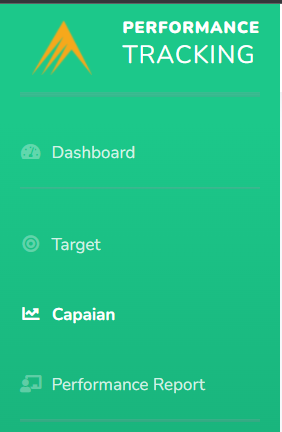 PERFORMANCE
TRACKING
Dashboard
Target
Capaian
Performance Report